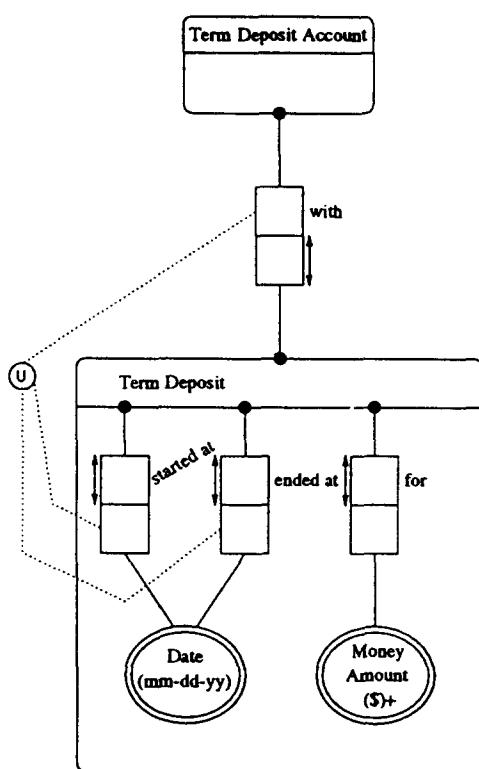 Term Deposit Account
with
U
Term Deposit
started at
ended at
for
Date
(mm-dd-yy)
Money
Amount
($)+